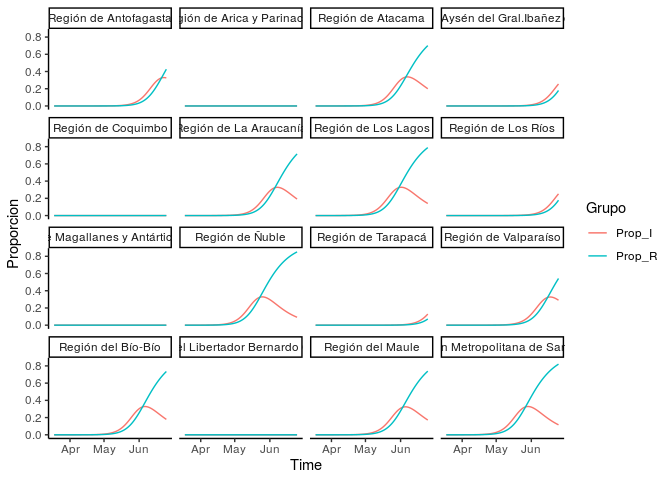 Región de Antofagasta
gión de Arica y Parinac
Región de Atacama
Aysén del Gral.Ibañez
Región de Coquimbo
Región de La Araucaní
Región de Los Lagos
Región de Los Ríos
e Magallanes y Antártic
Región de Ñuble
Región de Tarapacá
Región de Valparaíso
Región del Bío-Bío
el Libertador Bernardo
Región del Maule
n Metropolitana de San
0.8
0.6
0.4
0.2
0.0
0.8
0.6
0.4
0.2
0.0
0.8
0.6
0.4
0.2
0.0
0.8
0.6
0.4
0.2
0.0
Apr May Jun
Apr May Jun
Apr May Jun
Apr May Jun
Time
Proporcion
Grupo
Prop_I
Prop_R